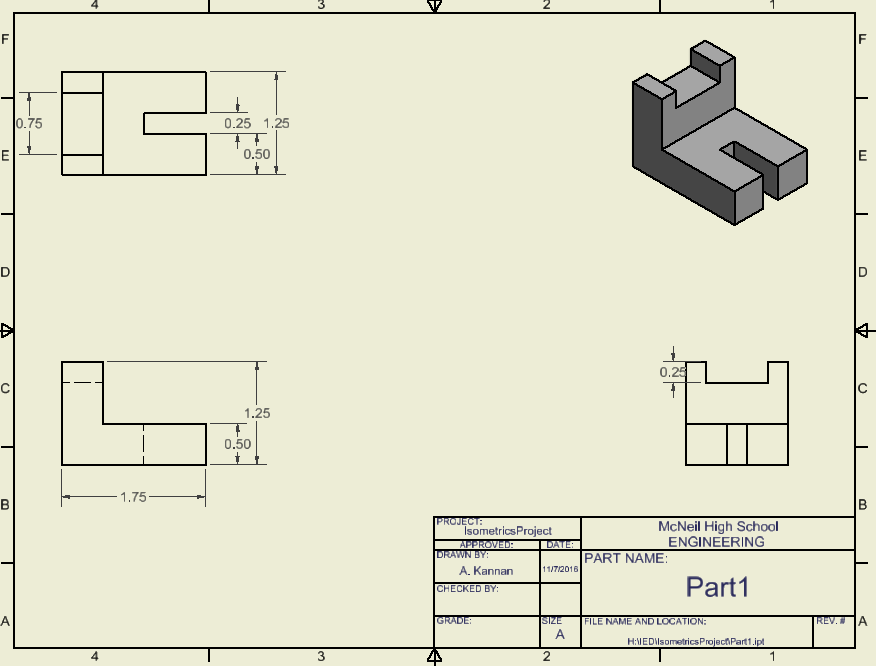 4 3 2 1
F F
0.75
0.25 1.25
0.50
E E
D D
C C
0.25
1.25
0.50
1.75
B B
PROJECT:
IsometricsProject
McNeil High School
ENGINEERING
APPROVED: DATE:
DRAWN BY:
A. Kannan
11/7/2016
PART NAME:
Part1
CHECKED BY:
GRADE:
SIZE
A
FILE NAME AND LOCATION:
H:\IED\IsometricsProject\Part1.ipt
REV. #
A A
4 3 2 1